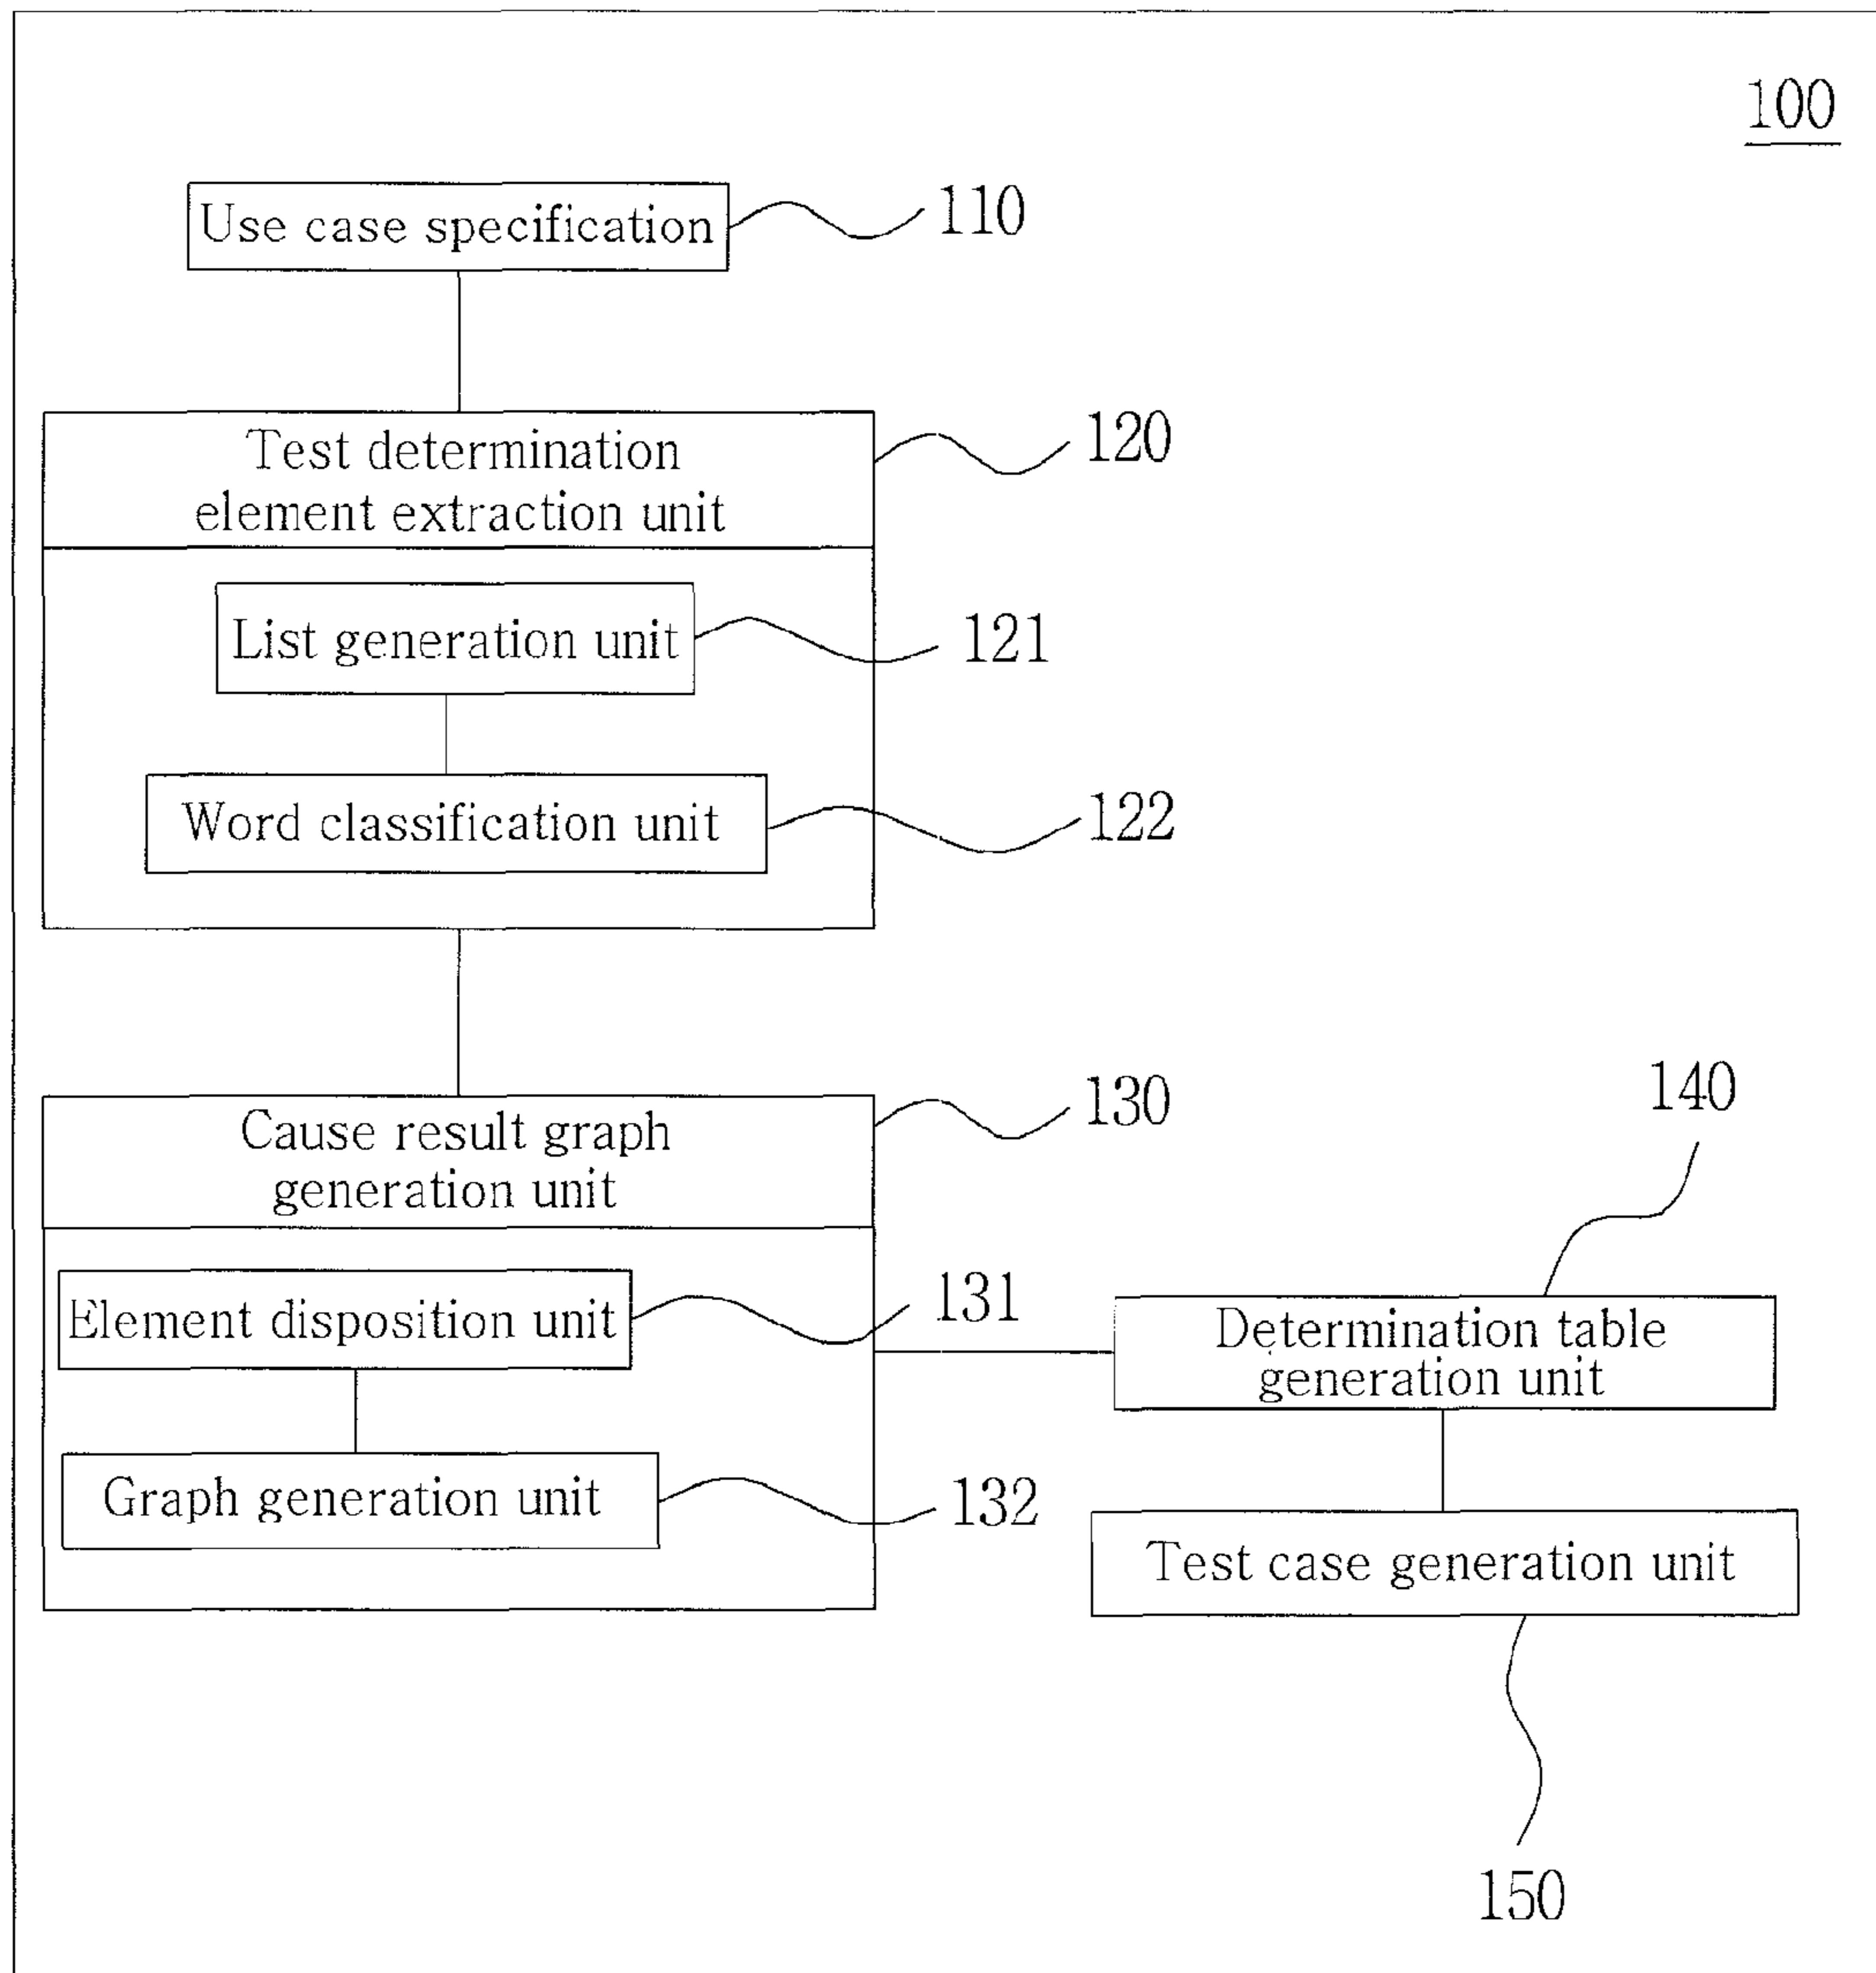 100
Use case specification
110
Test determination
element extraction unit
120
List generation unit
121
Word classification unit
122
Cause result graph
generation unit
130
Element disposition unit
131
Graph generation unit
132
140
Determination table
generation unit
Test case generation unit
150